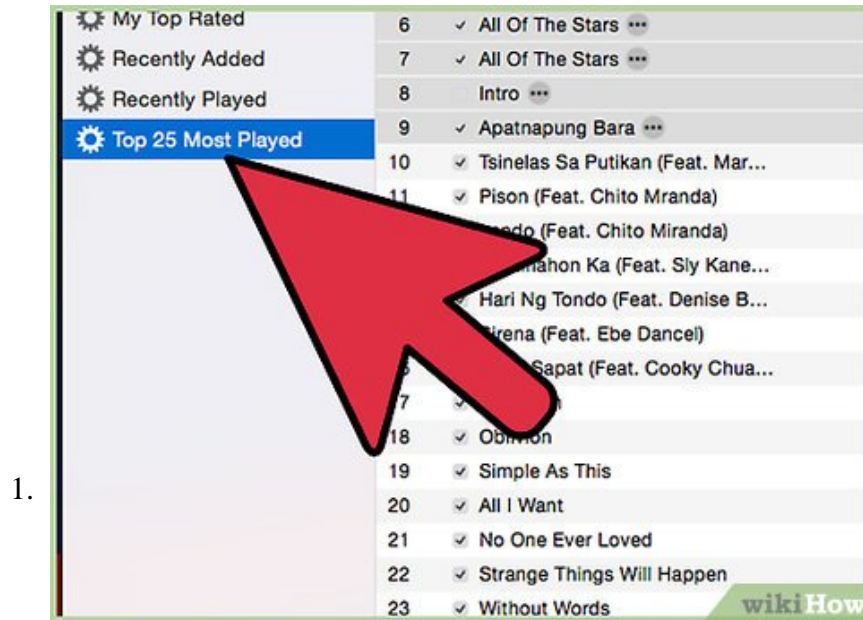 My Top Rated
Recently Added
Recently Played
Top 25 Most Played
6 ✓ All Of The Stars •••
7 ✓ All Of The Stars •••
8 Intro •••
9 ✓ Apatnapung Bara •••
10 ✓ Tsinelas Sa Putikan (Feat. Mar...
11 ✓ Pison (Feat. Chito Mranda)
(Feat. Chito Miranda)
Ka (Feat. Sly Kane...
Hari Ng Tondo (Feat. Denise B...
(Feat. Ebe Dancel)
Sapat (Feat. Cooky Chua...
18 ✓ Oblivion
19 ✓ Simple As This
20 ✓ All I Want
21 ✓ No One Ever Loved
22 ✓ Strange Things Will Happen
23 ✓ Without Words
1.
wikiHow